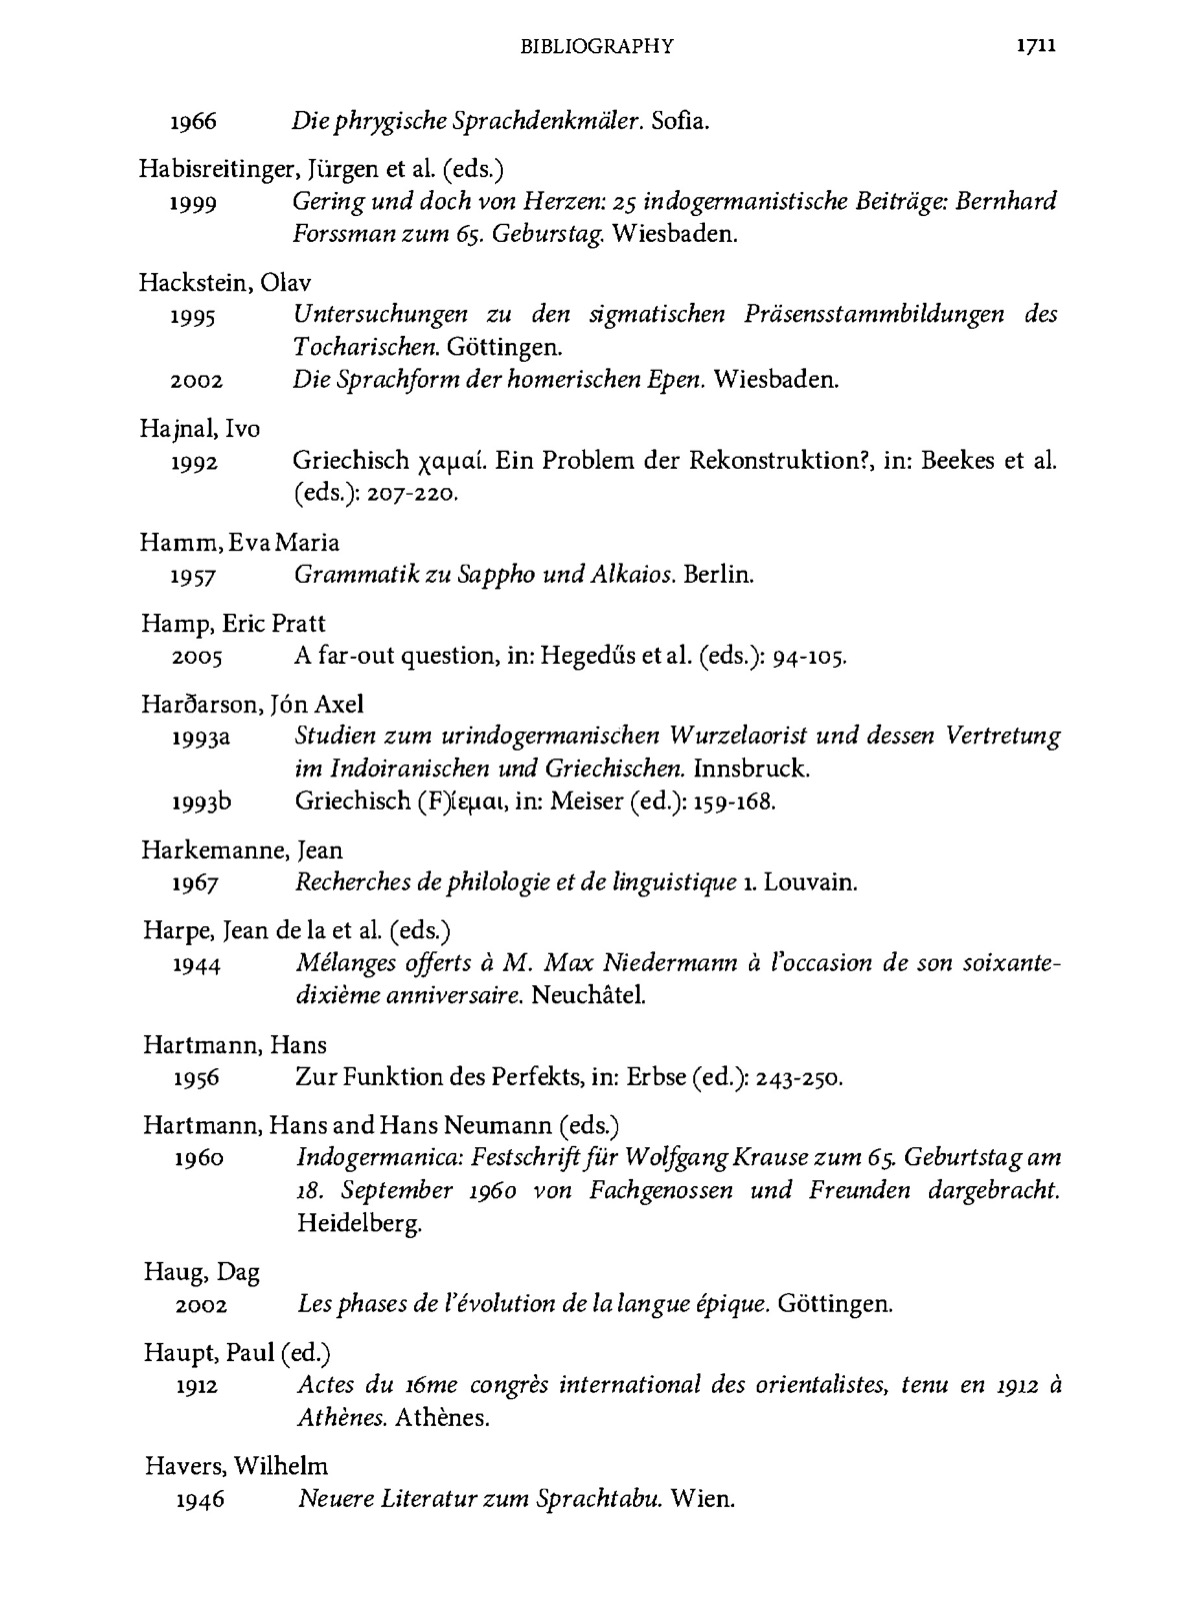 BIBLIOGRAPHY 1711
1966 Die phrygische Sprachdenkmäler. Sofia.
Habisreitinger, Jürgen et al. (eds.)
1999 Gering und doch von Herzen: 25 indogermanistische Beiträge: Bernhard
Forssman zum 65. Geburstag. Wiesbaden.
Hackstein, Olav
1995 Untersuchungen zu den sigmatischen Präsensstammbildungen des
Tocharischen. Göttingen.
2002 Die Sprachform der homerischen Epen. Wiesbaden.
Hajnal, Ivo
1992 Griechisch χαμαί. Ein Problem der Rekonstruktion?, in: Beekes et al.
(eds.): 207-220.
Hamm, Eva Maria
1957 Grammatik zu Sappho und Alkaios. Berlin.
Hamp, Eric Pratt
2005 A far-out question, in: Hegedűs et al. (eds.): 94-105.
Harðarson, Jón Axel
1993a Studien zum urindogermanischen Wurzelaorist und dessen Vertretung
im Indoiranischen und Griechischen. Innsbruck.
1993b Griechisch (F)ίεμαι, in: Meiser (ed.): 159-168.
Harkemanne, Jean
1967 Recherches de philologie et de linguistique 1. Louvain.
Harpe, Jean de la et al. (eds.)
1944 Mélanges offerts à M. Max Niedermann à l'occasion de son soixante-
dixième anniversaire. Neuchâtel.
Hartmann, Hans
1956 Zur Funktion des Perfekts, in: Erbse (ed.): 243-250.
Hartmann, Hans and Hans Neumann (eds.)
1960 Indogermanica: Festschrift für Wolfgang Krause zum 65. Geburtstag am
18. September 1960 von Fachgenossen und Freunden dargebracht.
Heidelberg.
Haug, Dag
2002 Les phases de l'évolution de la langue épique. Göttingen.
Haupt, Paul (ed.)
1912 Actes du 16me congrès international des orientalistes, tenu en 1912 à
Athènes. Athènes.
Havers, Wilhelm
1946 Neuere Literatur zum Sprachtabu. Wien.